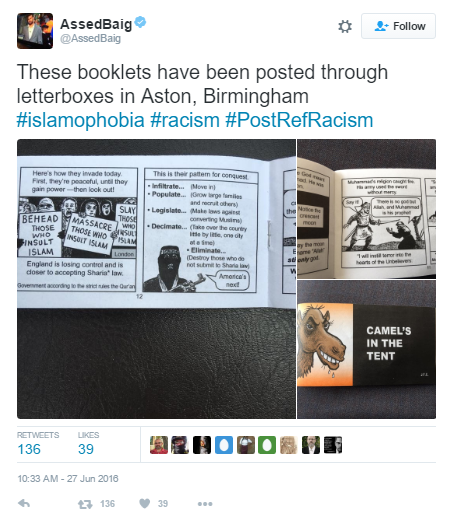 AssedBaig
@AssedBaig
Follow
These booklets have been posted through
letterboxes in Aston, Birmingham
#islamophobia #racism #PostRefRacism
Here's how they invade today.
First, they're peaceful, until they
gain power —then look out!
BEHEAD
THOSE
WHO
INSULT
ISLAM
MASSACRE
THOSE WHO
INSULT ISLAM
SLAY
THOSE
WHO
INSULT
ISLAM
London
England is losing control and is
closer to accepting Sharia* law.
Government according to the strict rules the Qur'an
This is their pattern for conquest.
• Infiltrate... (Move in)
• Populate... (Grow large families
and recruit others)
• Legislate... (Make laws against
converting Muslims)
• Decimate... (Take over the country
little by little, one city
at a time)
• Eliminate...
(Destroy those who do
not submit to Sharia law)
America's
next!
12
Muhammad's religion caught fire.
His army used the sword
without mercy.
Say it!
There is no god but
Allah, and Muhammad
is his prophet!
"I will instill terror into the
hearts of the Unbelievers
CAMEL'S
IN THE
TENT
RETWEETS
136
LIKES
39
10:33 AM - 27 Jun 2016
136
39